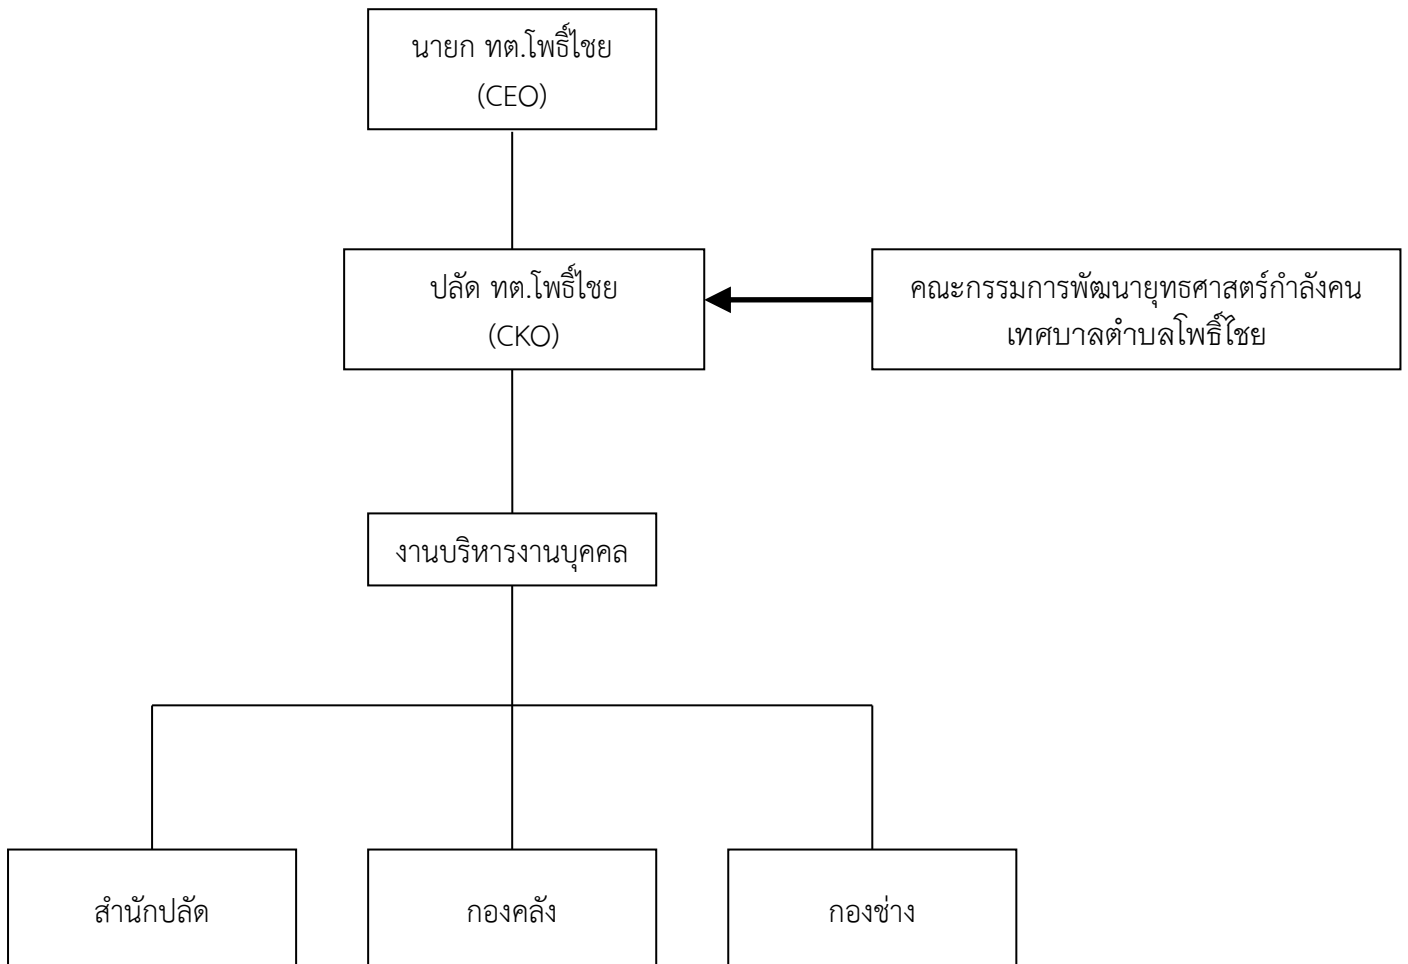 นายก ทต.โพธิ์ไชย
(CEO)
ปลัด ทต.โพธิ์ไชย
(CKO)
คณะกรรมการพัฒนายุทธศาสตร์กำลังคน
เทศบาลตำบลโพธิ์ไชย
งานบริหารงานบุคคล
สำนักปลัด
กองคลัง
กองช่าง